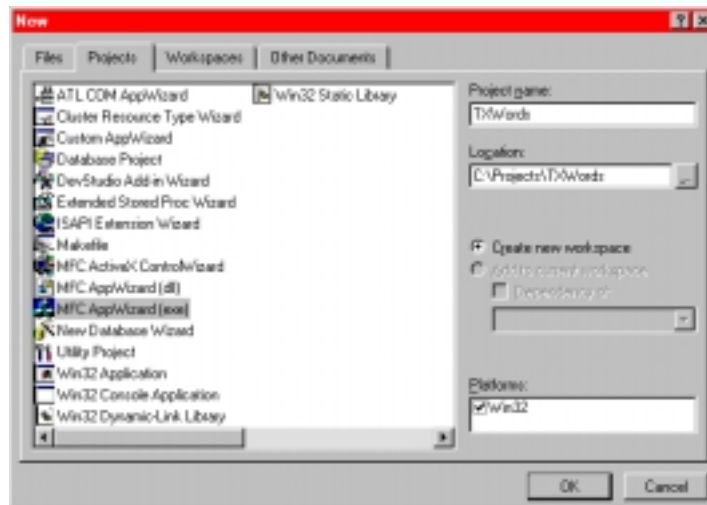 New
Files
Projects
Workspaces
Other Documents
ATL COM AppWizard
Cluster Resource Type Wizard
Custom AppWizard
Database Project
DevStudio Add-in Wizard
Extended Stored Proc Wizard
ISAPI Extension Wizard
Makefile
MFC ActiveX ControlWizard
MFC AppWizard (dll)
MFC AppWizard (exe)
New Database Wizard
Utility Project
Win32 Application
Win32 Console Application
Win32 Dynamic-Link Library
Win32 Static Library
Project name:
TXWords
Location:
C:\Projects\TXWords
...
Create new workspace
Add to current workspace
Dependency of:
Platforms:
Win32
OK
Cancel